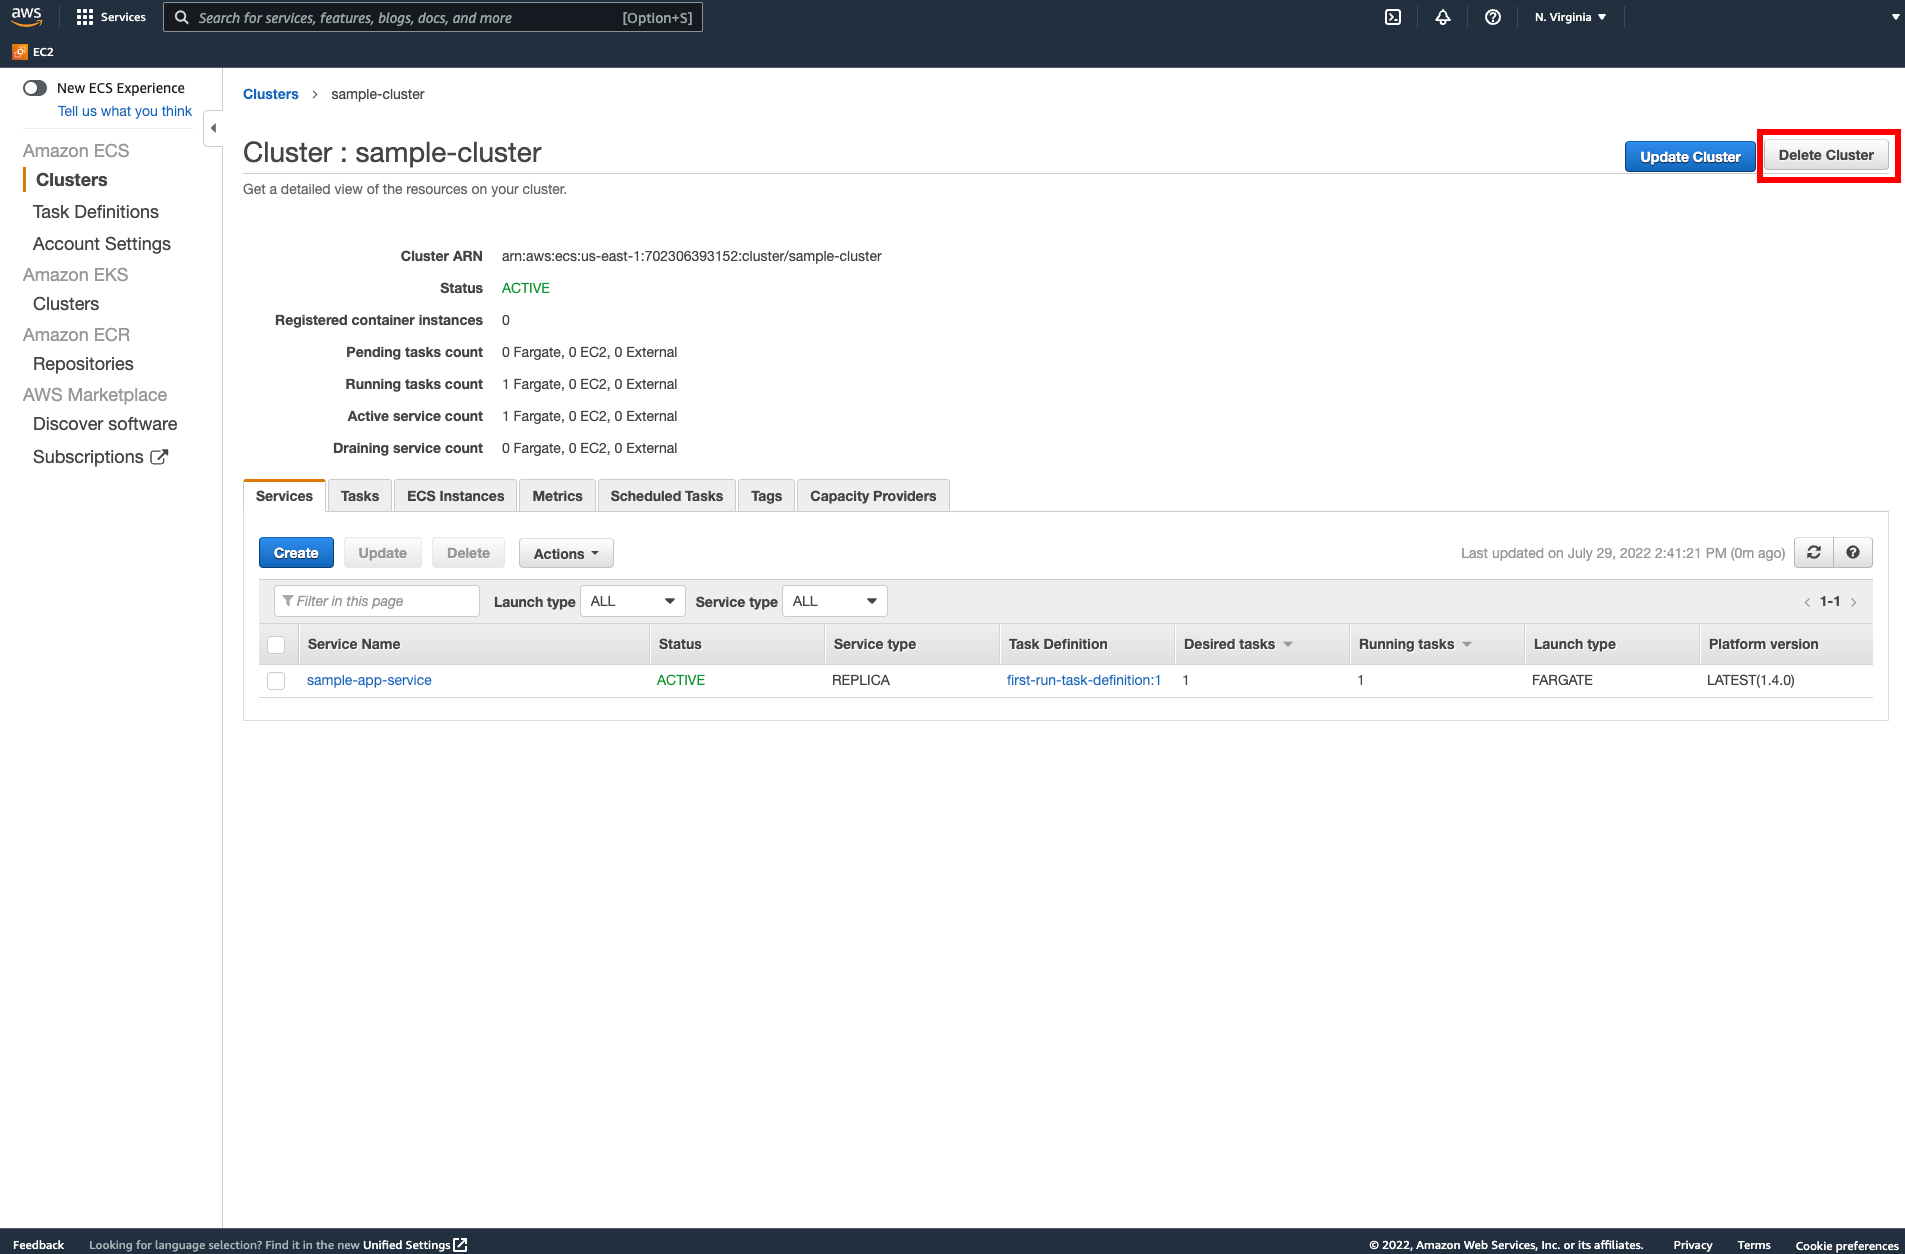 aws Services Search for services, features, blogs, docs, and more [Option+S] N. Virginia
EC2
New ECS Experience
Tell us what you think
Amazon ECS
Clusters
Task Definitions
Account Settings
Amazon EKS
Clusters
Amazon ECR
Repositories
AWS Marketplace
Discover software
Subscriptions
Clusters > sample-cluster
Cluster : sample-cluster
Update Cluster Delete Cluster
Get a detailed view of the resources on your cluster.
Cluster ARN arn:aws:ecs:us-east-1:702306393152:cluster/sample-cluster
Status ACTIVE
Registered container instances 0
Pending tasks count 0 Fargate, 0 EC2, 0 External
Running tasks count 1 Fargate, 0 EC2, 0 External
Active service count 1 Fargate, 0 EC2, 0 External
Draining service count 0 Fargate, 0 EC2, 0 External
Services Tasks ECS Instances Metrics Scheduled Tasks Tags Capacity Providers
Create Update Delete Actions Last updated on July 29, 2022 2:41:21 PM (0m ago)
Filter in this page Launch type ALL Service type ALL < 1-1 >
Service Name Status Service type Task Definition Desired tasks Running tasks Launch type Platform version
sample-app-service ACTIVE REPLICA first-run-task-definition:1 1 1 FARGATE LATEST(1.4.0)
Feedback Looking for language selection? Find it in the new Unified Settings © 2022, Amazon Web Services, Inc. or its affiliates. Privacy Terms Cookie preferences